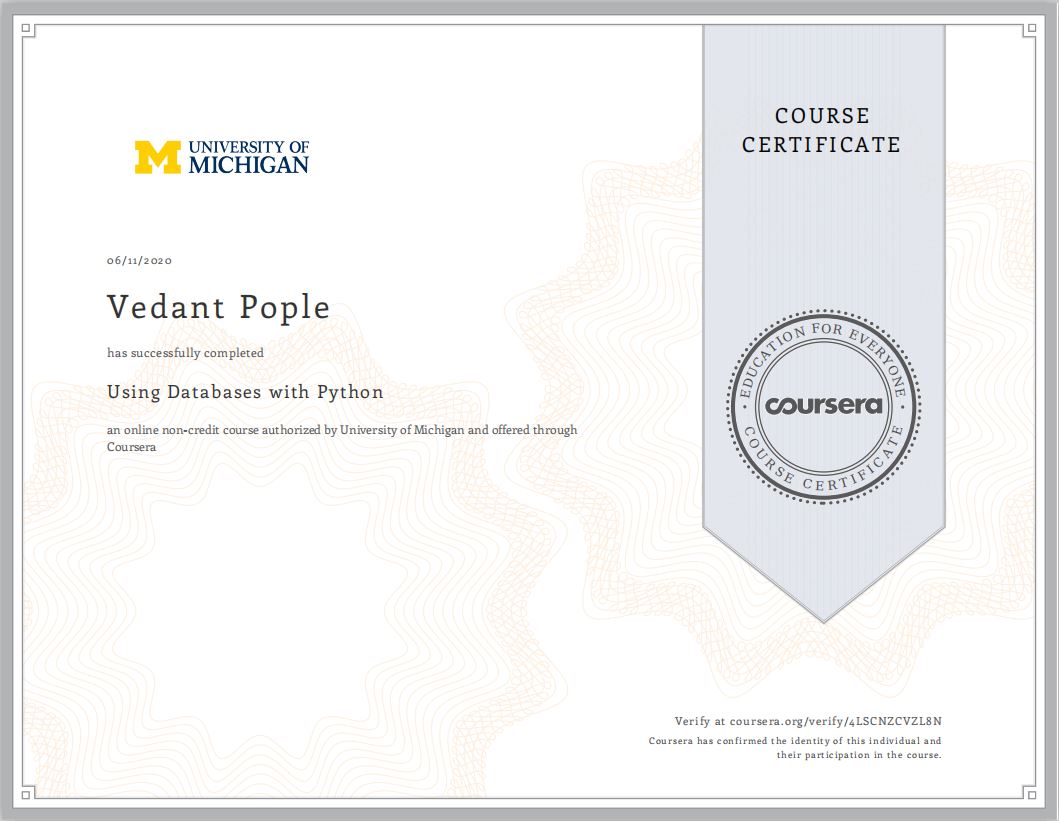 COURSE
CERTIFICATE
UNIVERSITY OF
MICHIGAN
06/11/2020
Vedant Pople
has successfully completed
Using Databases with Python
an online non-credit course authorized by University of Michigan and offered through
Coursera
EDUCATION FOR EVERYONE
coursera
COURSE CERTIFICATE
Verify at coursera.org/verify/4LSCNZCVZL8N
Coursera has confirmed the identity of this individual and
their participation in the course.